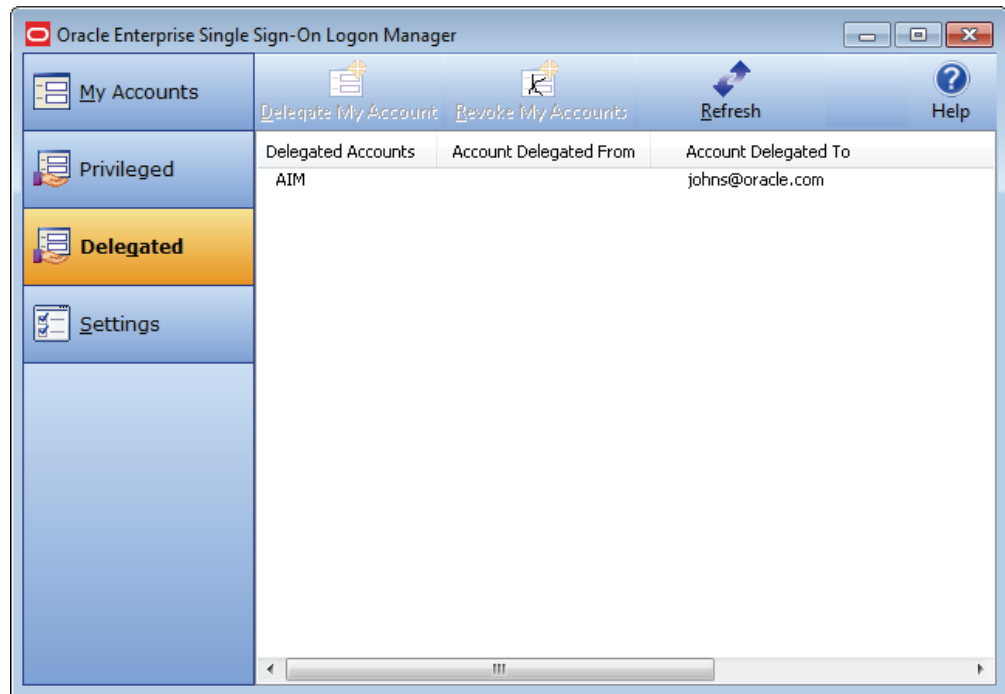 Oracle Enterprise Single Sign-On Logon Manager
My Accounts
Privileged
Delegated
Settings
Delegate My Account
Revoke My Accounts
Refresh
Help
Delegated Accounts Account Delegated From Account Delegated To
AIM johns@oracle.com